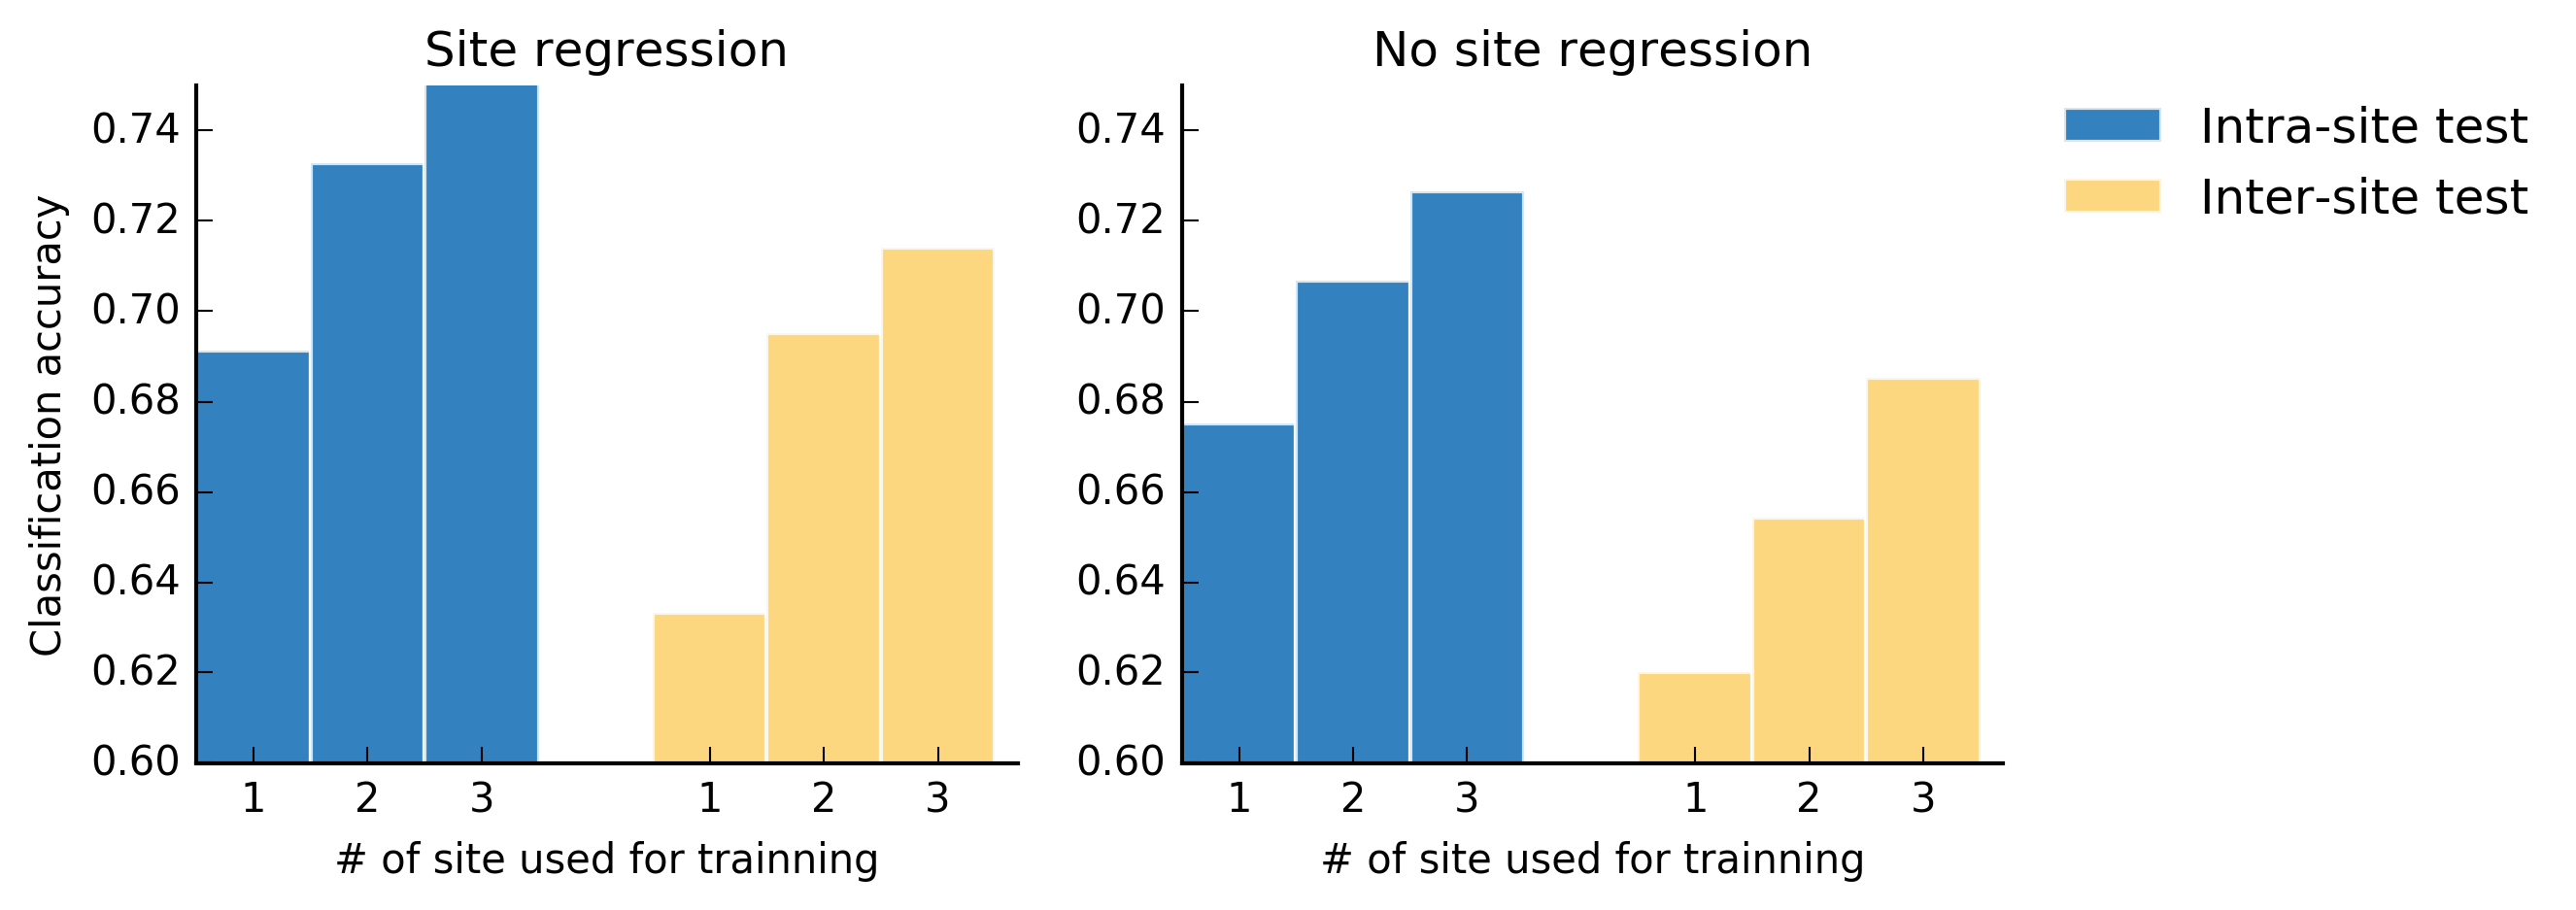 Site regression
Classification accuracy
0.74
0.72
0.70
0.68
0.66
0.64
0.62
0.60
1 2 3 1 2 3
# of site used for trainning
No site regression
0.74
0.72
0.70
0.68
0.66
0.64
0.62
0.60
1 2 3 1 2 3
# of site used for trainning
Intra-site test
Inter-site test